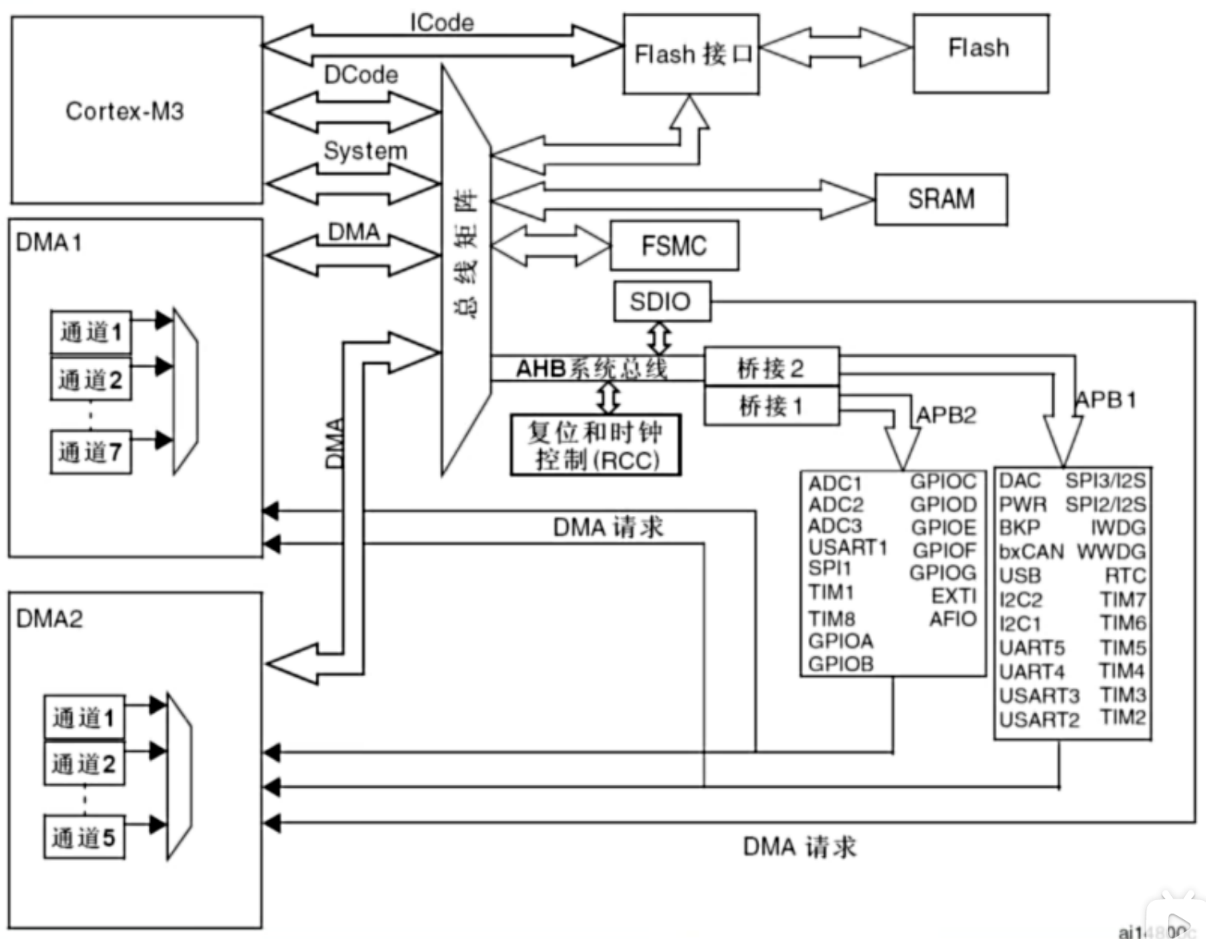 ICode
Flash 接口
Flash
Cortex-M3
DCode
System
SRAM
DMA1
DMA
FSMC
总线矩阵
SDIO
通道1
通道2
通道7
AHB系统总线
桥接2
桥接1
APB2
APB1
复位和时钟
控制(RCC)
DMA
DMA 请求
ADC1 GPIOC
ADC2 GPIOD
ADC3 GPIOE
USART1 GPIOF
SPI1 GPIOG
TIM1 EXTI
TIM8 AFIO
GPIOA
GPIOB
DAC SPI3/I2S
PWR SPI2/I2S
BKP IWDG
bxCAN WWDG
USB RTC
I2C2 TIM7
I2C1 TIM6
UART5 TIM5
UART4 TIM4
USART3 TIM3
USART2 TIM2
DMA2
通道1
通道2
通道5
DMA 请求